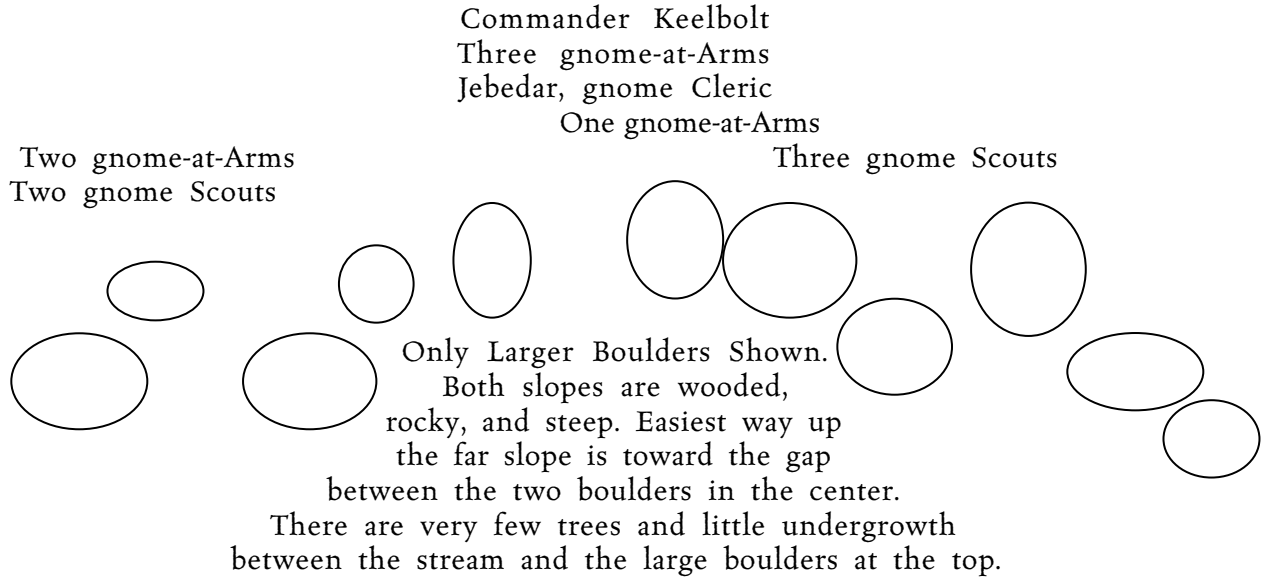 Commander Keelbolt
Three gnome-at-Arms
Jebedar, gnome Cleric
One gnome-at-Arms
Two gnome-at-Arms
Three gnome Scouts
Two gnome Scouts
Only Larger Boulders Shown.
Both slopes are wooded,
rocky, and steep. Easiest way up
the far slope is toward the gap
between the two boulders in the center.
There are very few trees and little undergrowth
between the stream and the large boulders at the top.